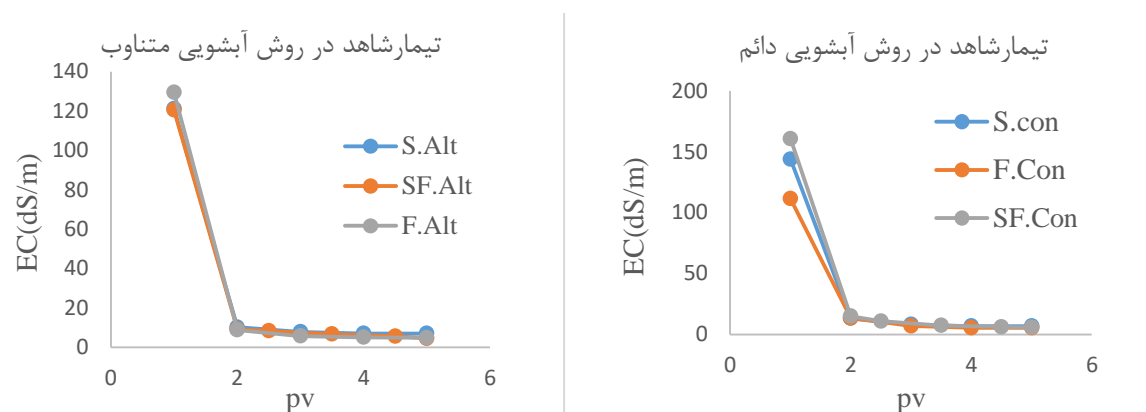 تیمارشاهد در روش آبشویی متناوب
140
120
100
80
60
40
20
0
EC(dS/m)
S.Alt
SF.Alt
F.Alt
0 2 4 6
pv
تیمارشاهد در روش آبشویی دائم
200
150
100
50
0
EC(dS/m)
S.con
F.Con
SF.Con
0 2 4 6
pv